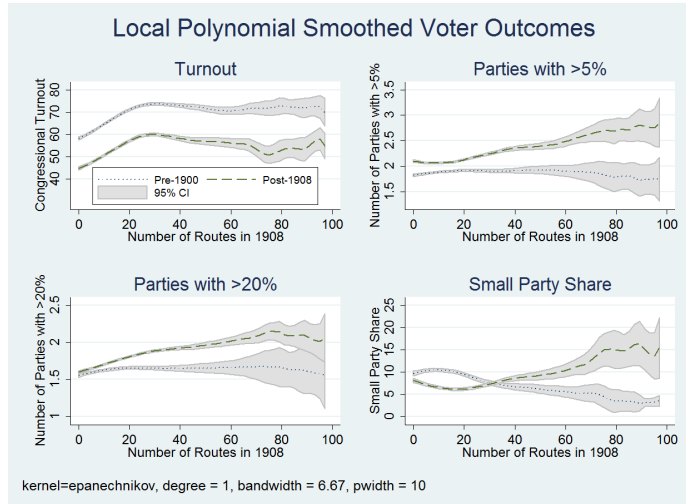 Local Polynomial Smoothed Voter Outcomes
Turnout
Congressional Turnout
80
70
60
50
40
Pre-1900
Post-1908
95% CI
0 20 40 60 80 100
Number of Routes in 1908
Parties with >5%
Number of Parties with >5%
3.5
3
2.5
2
1.5
0 20 40 60 80 100
Number of Routes in 1908
Parties with >20%
Number of Parties with >20%
2.5
2
1.5
1
0 20 40 60 80 100
Number of Routes in 1908
Small Party Share
Small Party Share
25
20
15
10
5
0
0 20 40 60 80 100
Number of Routes in 1908
kernel=epanechnikov, degree = 1, bandwidth = 6.67, pwidth = 10